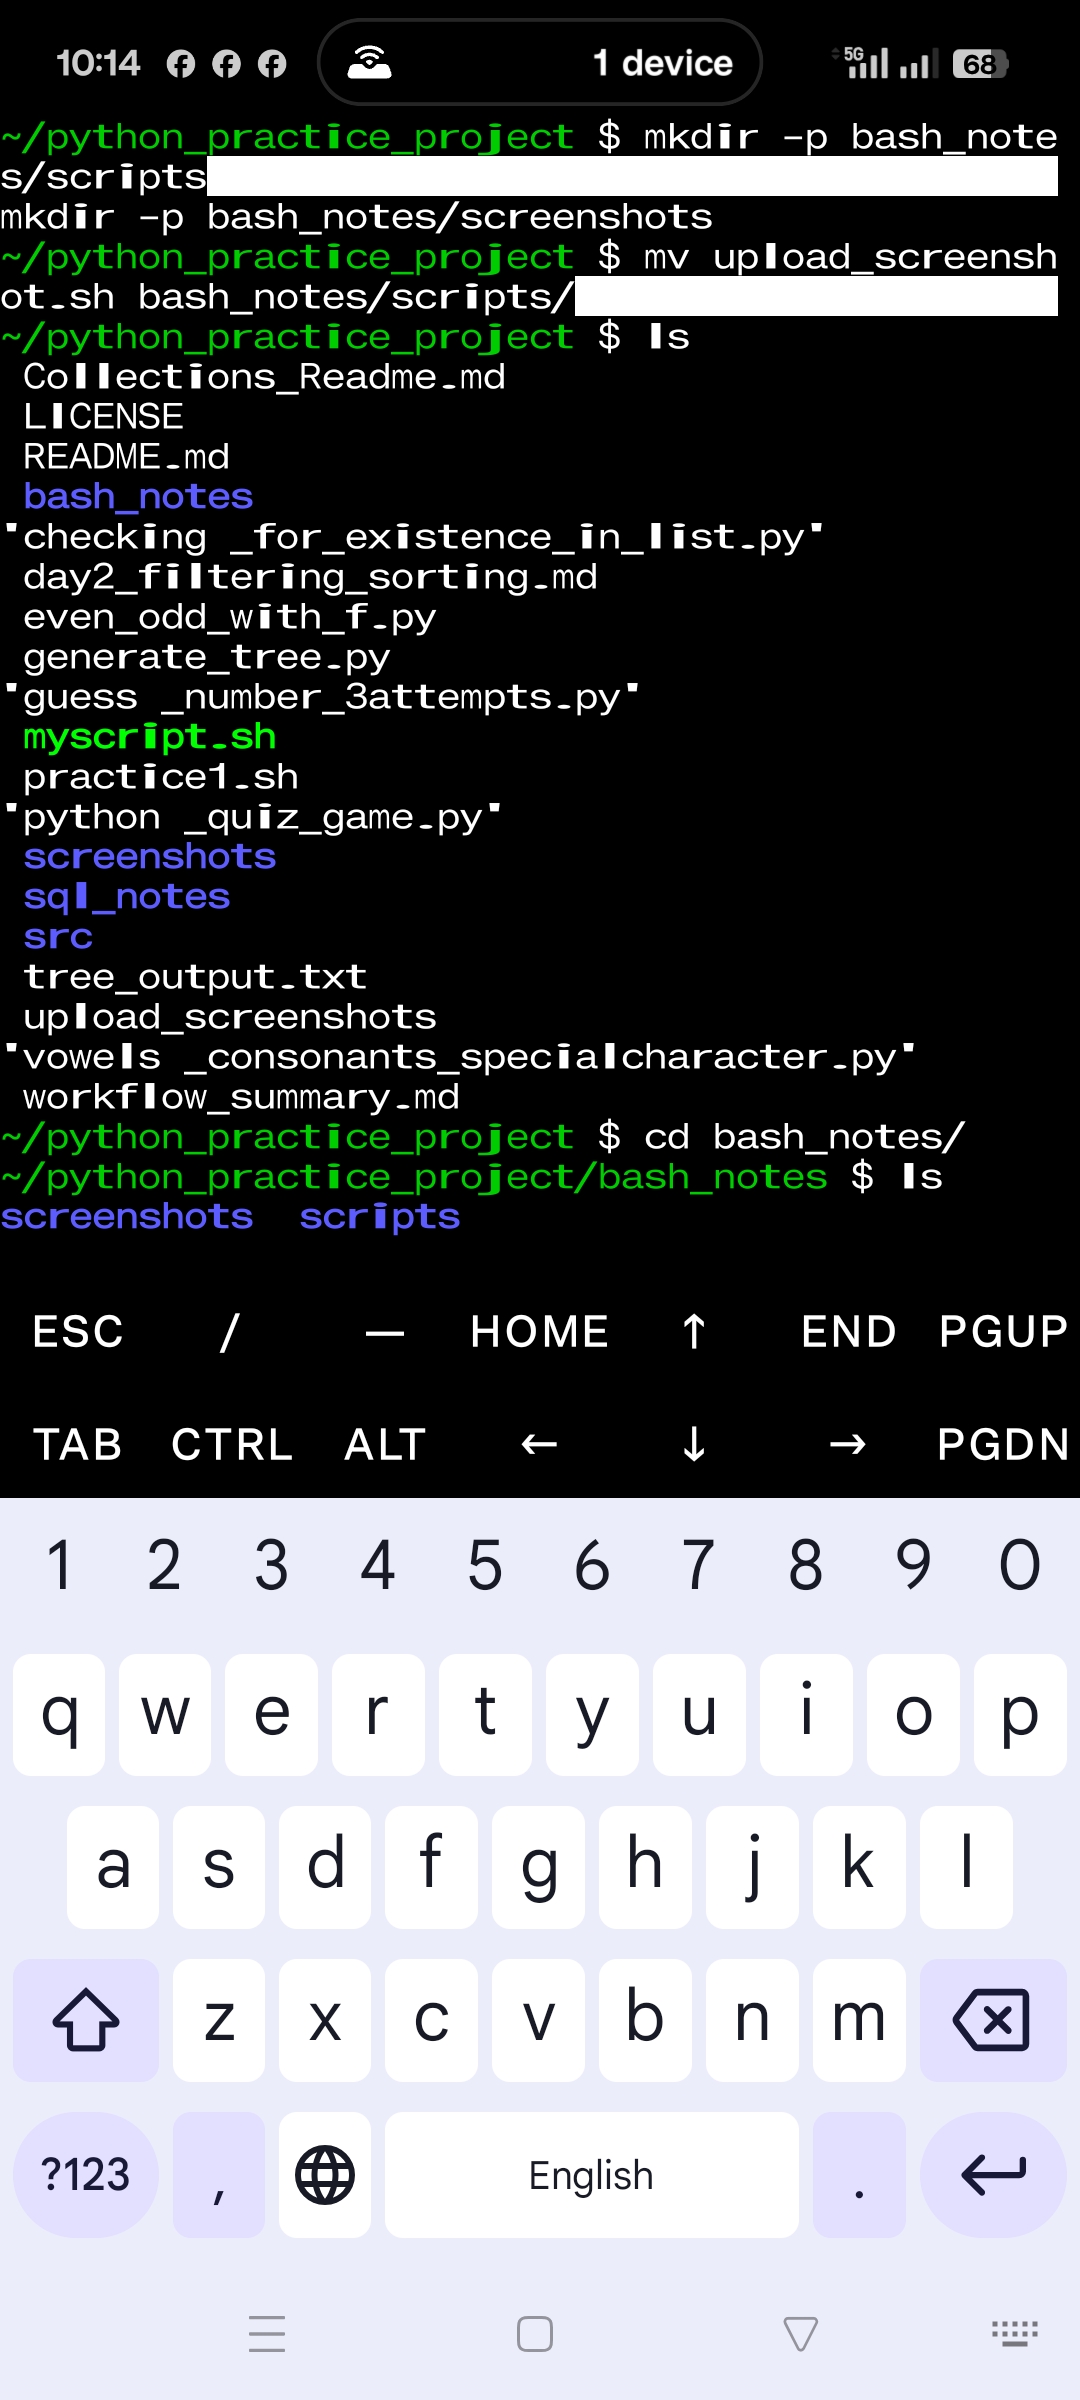 10:14 1 device 5G 68
~/python_practice_project $ mkdir -p bash_note
s/scripts
mkdir -p bash_notes/screenshots
~/python_practice_project $ mv upload_screensh
ot.sh bash_notes/scripts/
~/python_practice_project $ ls
Collections_Readme.md
LICENSE
README.md
bash_notes
'checking _for_existence_in_list.py'
day2_filtering_sorting.md
even_odd_with_f.py
generate_tree.py
'guess _number_3attempts.py'
myscript.sh
practice1.sh
'python _quiz_game.py'
screenshots
sql_notes
src
tree_output.txt
upload_screenshots
'vowels _consonants_specialcharacter.py'
workflow_summary.md
~/python_practice_project $ cd bash_notes/
~/python_practice_project/bash_notes $ ls
screenshots scripts
ESC / — HOME ↑ END PGUP
TAB CTRL ALT ← ↓ → PGDN
1 2 3 4 5 6 7 8 9 0
q w e r t y u i o p
a s d f g h j k l
z x c v b n m
?123 , English .